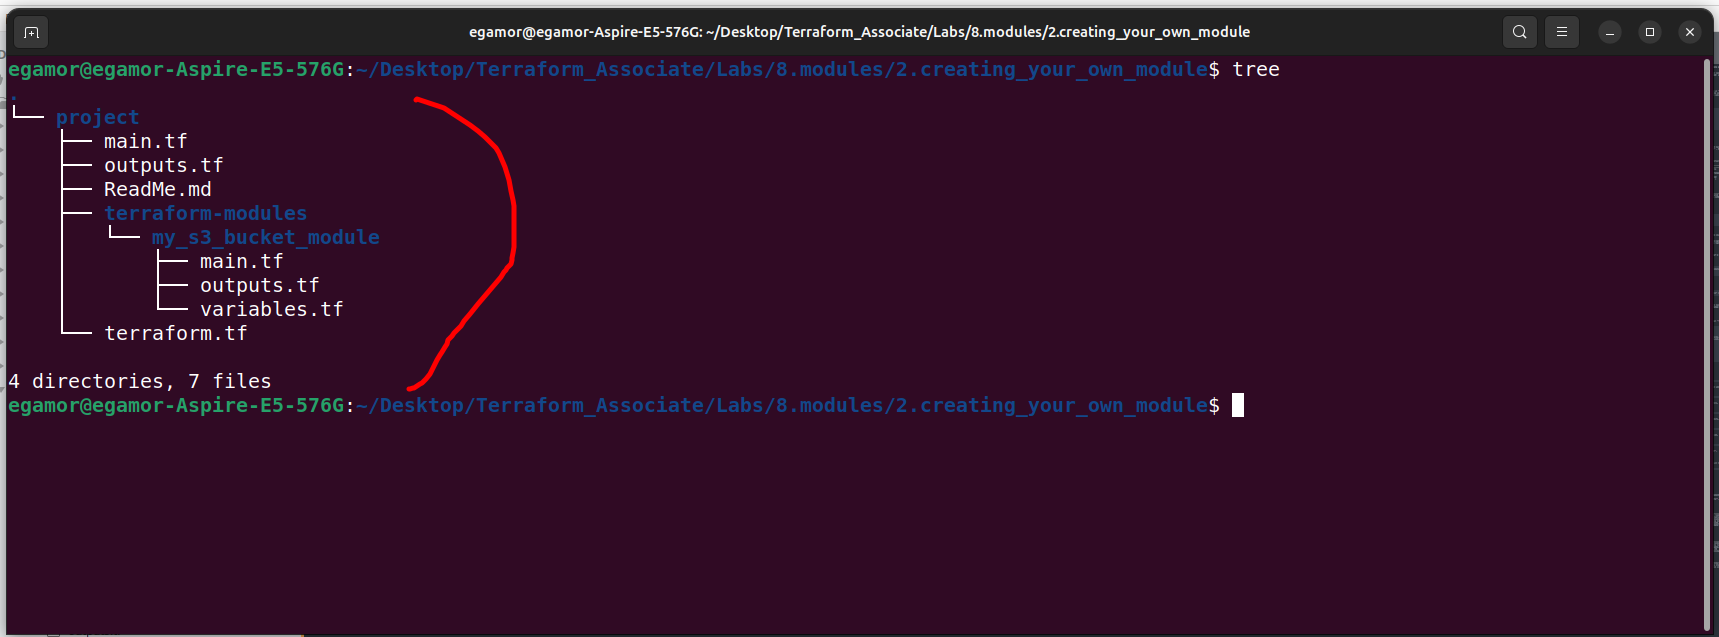 egamor@egamor-Aspire-E5-576G: ~/Desktop/Terraform_Associate/Labs/8.modules/2.creating_your_own_module
egamor@egamor-Aspire-E5-576G:~/Desktop/Terraform_Associate/Labs/8.modules/2.creating_your_own_module$ tree
.
└── project
    ├── main.tf
    ├── outputs.tf
    ├── ReadMe.md
    ├── terraform-modules
    │   └── my_s3_bucket_module
    │       ├── main.tf
    │       ├── outputs.tf
    │       └── variables.tf
    └── terraform.tf
4 directories, 7 files
egamor@egamor-Aspire-E5-576G:~/Desktop/Terraform_Associate/Labs/8.modules/2.creating_your_own_module$